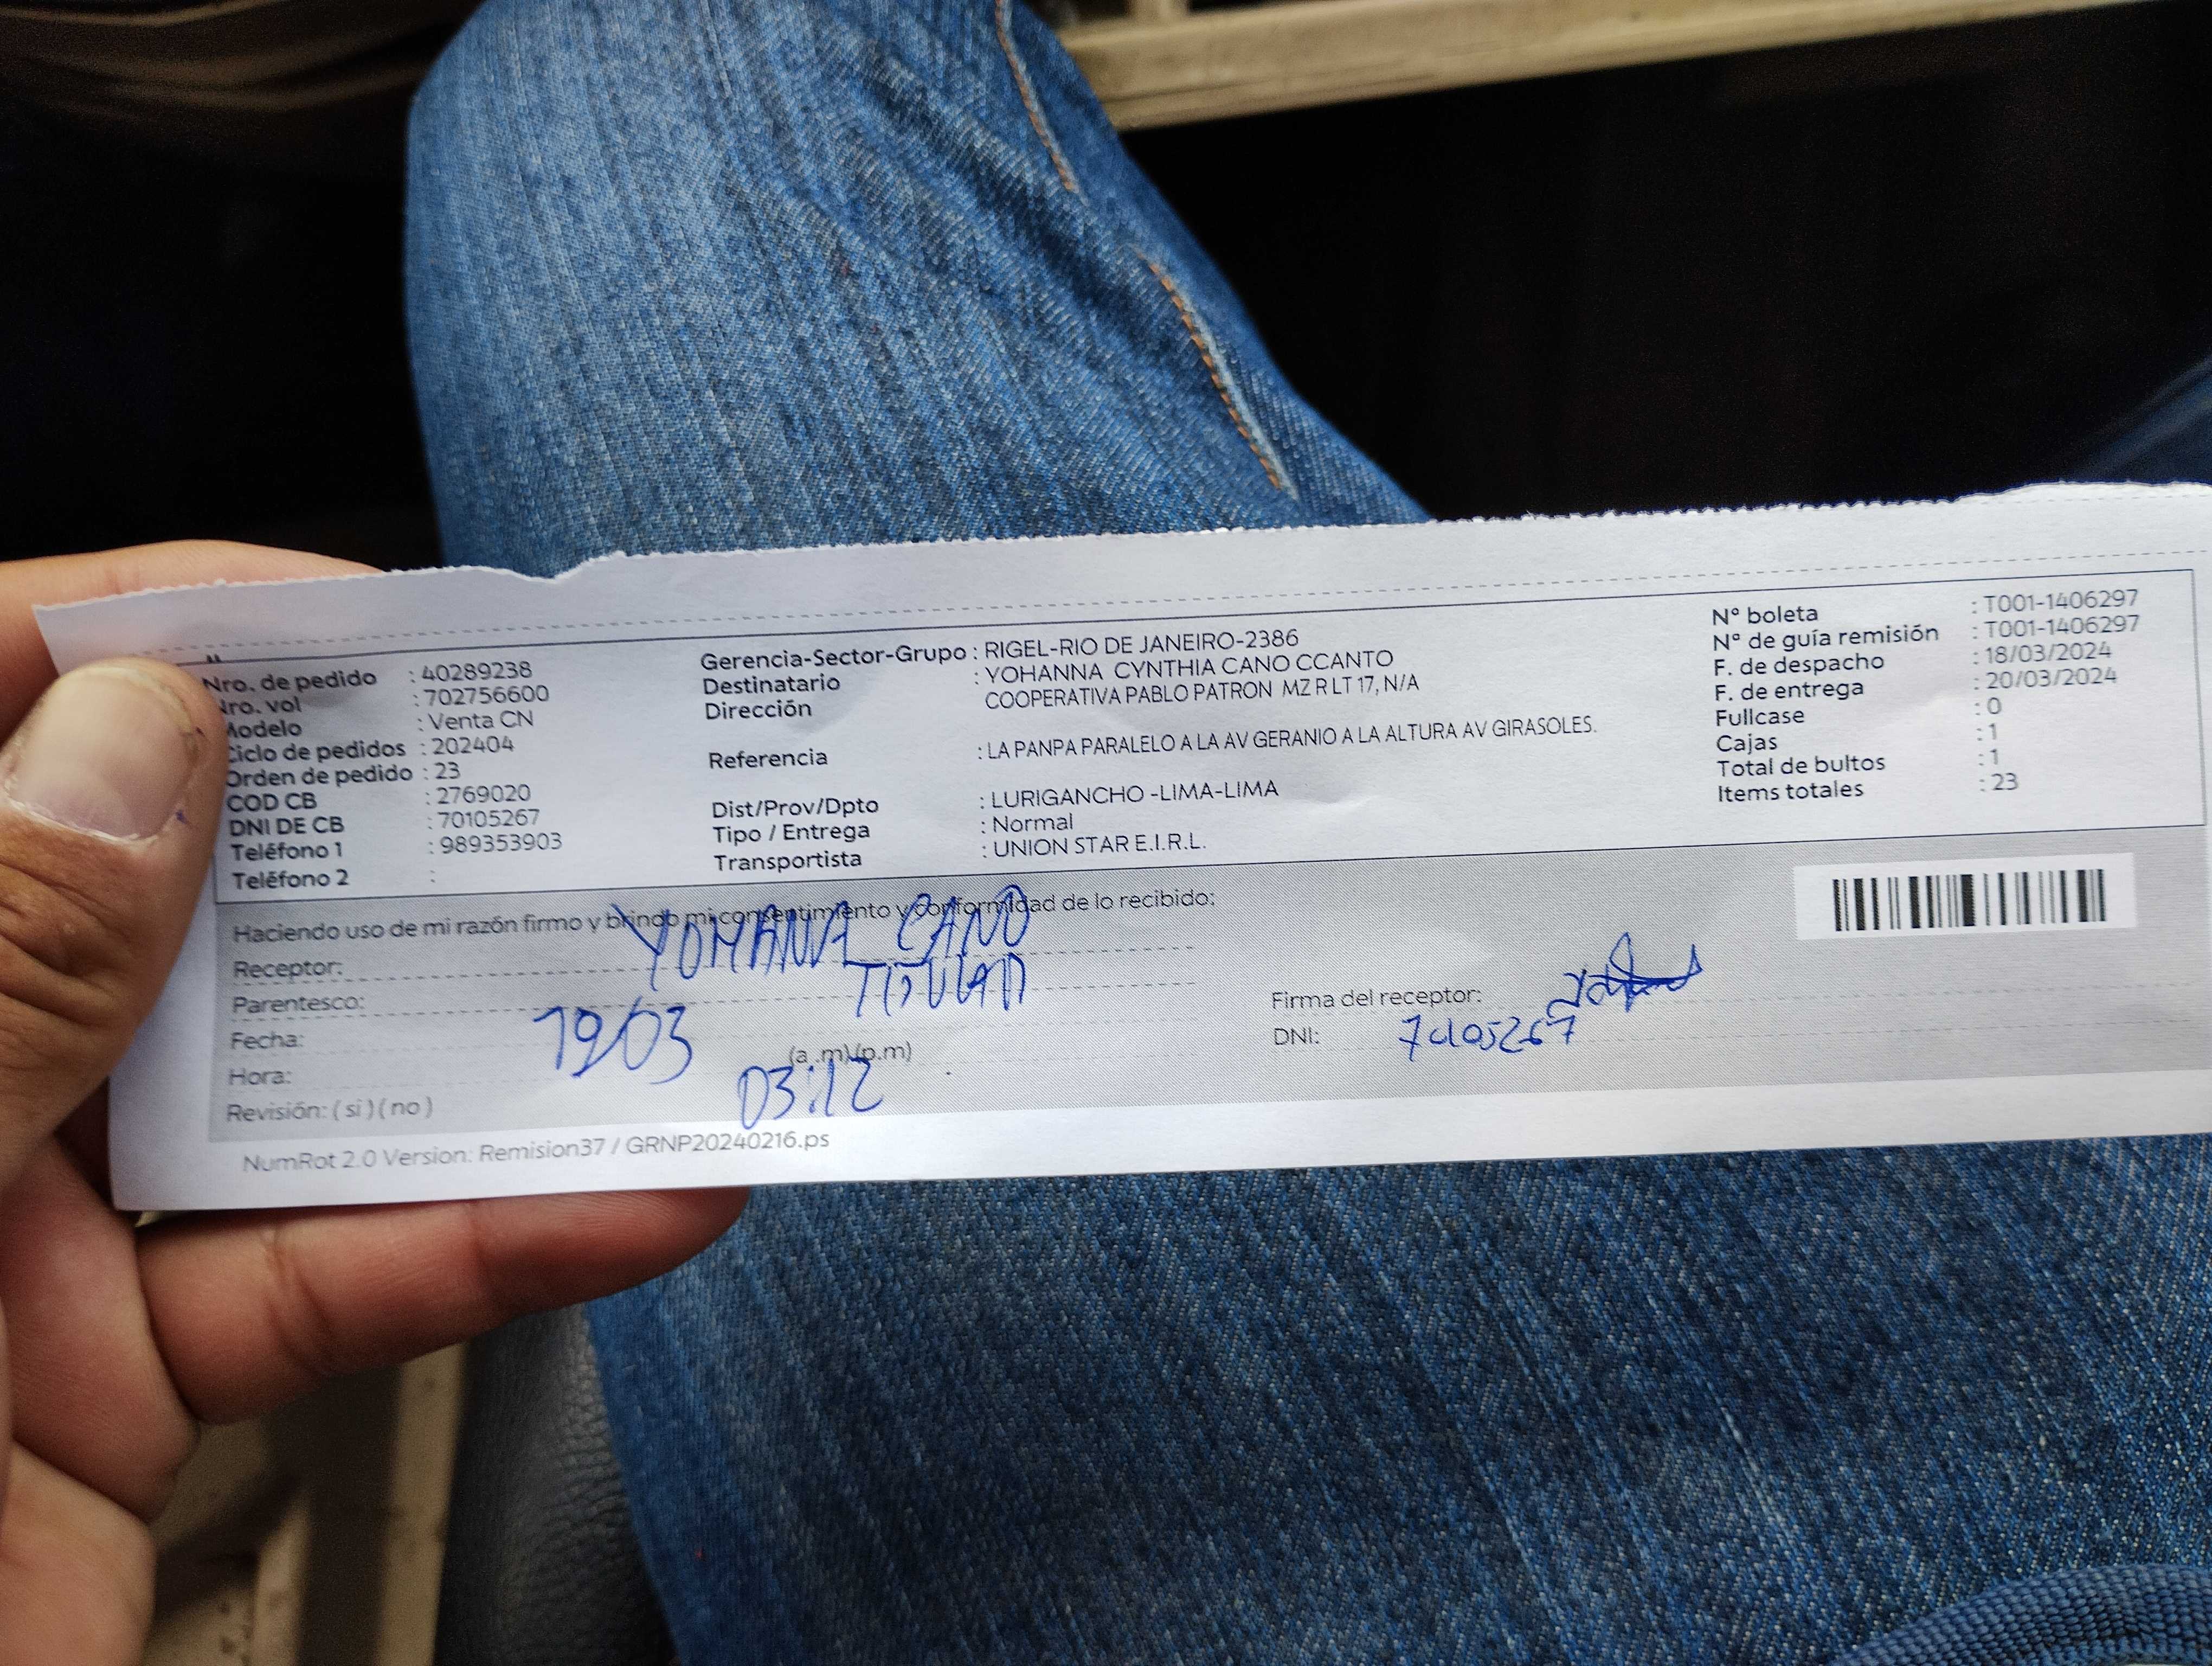 Nro. de pedido : 40289238
Nro. vol : 702756600
Modelo : Venta CN
Ciclo de pedidos : 202404
Orden de pedido : 23
COD CB : 2769020
DNI DE CB : 70105267
Teléfono 1 : 989353903
Teléfono 2 :
Gerencia-Sector-Grupo : RIGEL-RIO DE JANEIRO-2386
Destinatario : YOHANNA CYNTHIA CANO CCANTO
Dirección COOPERATIVA PABLO PATRON MZ R LT 17, N/A
Referencia : LA PANPA PARALELO A LA AV GERANIO A LA ALTURA AV GIRASOLES.
Dist/Prov/Dpto : LURIGANCHO -LIMA-LIMA
Tipo / Entrega : Normal
Transportista : UNION STAR E.I.R.L.
N° boleta : T001-1406297
N° de guía remisión : T001-1406297
F. de despacho : 18/03/2024
F. de entrega : 20/03/2024
Fullcase : 0
Cajas : 1
Total de bultos : 1
Items totales : 23
Haciendo uso de mi razón firmo y brindo mi consentimiento y conformidad de lo recibido:
Receptor: YOHANA CANO
Parentesco: TITULAR
Fecha: 19/03
Hora: 03:12 (a .m)(p.m)
Revisión: ( si ) ( no )
Firma del receptor:
DNI: 70105267
NumRot 2.0 Version: Remision37 / GRNP20240216.ps